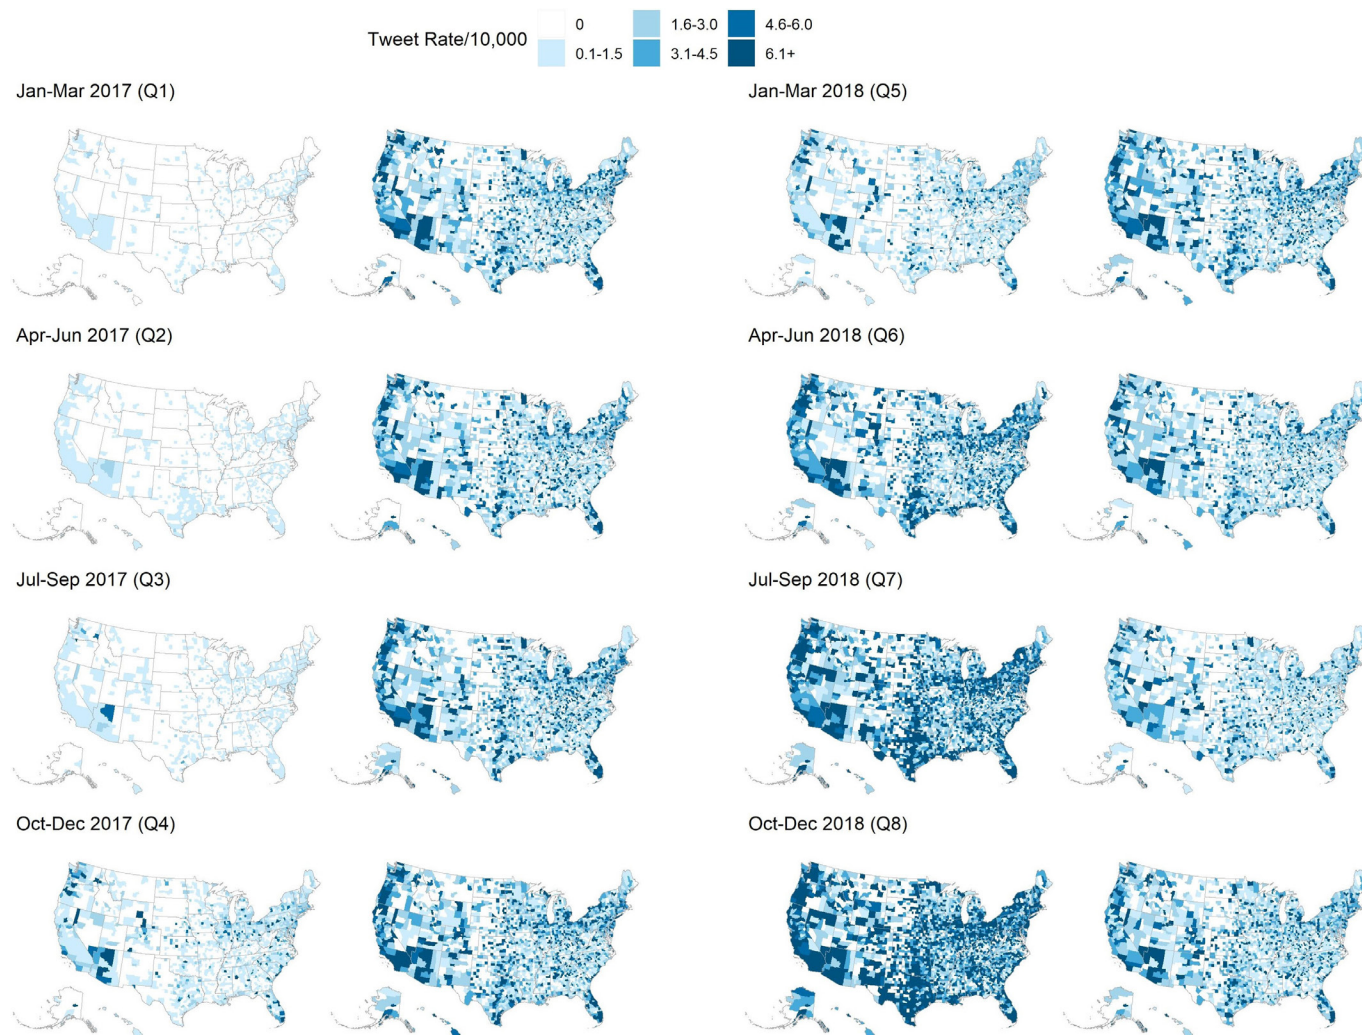 Tweet Rate/10,000
0
1.6-3.0
4.6-6.0
0.1-1.5
3.1-4.5
6.1+
Jan-Mar 2017 (Q1)
Jan-Mar 2018 (Q5)
Apr-Jun 2017 (Q2)
Apr-Jun 2018 (Q6)
Jul-Sep 2017 (Q3)
Jul-Sep 2018 (Q7)
Oct-Dec 2017 (Q4)
Oct-Dec 2018 (Q8)